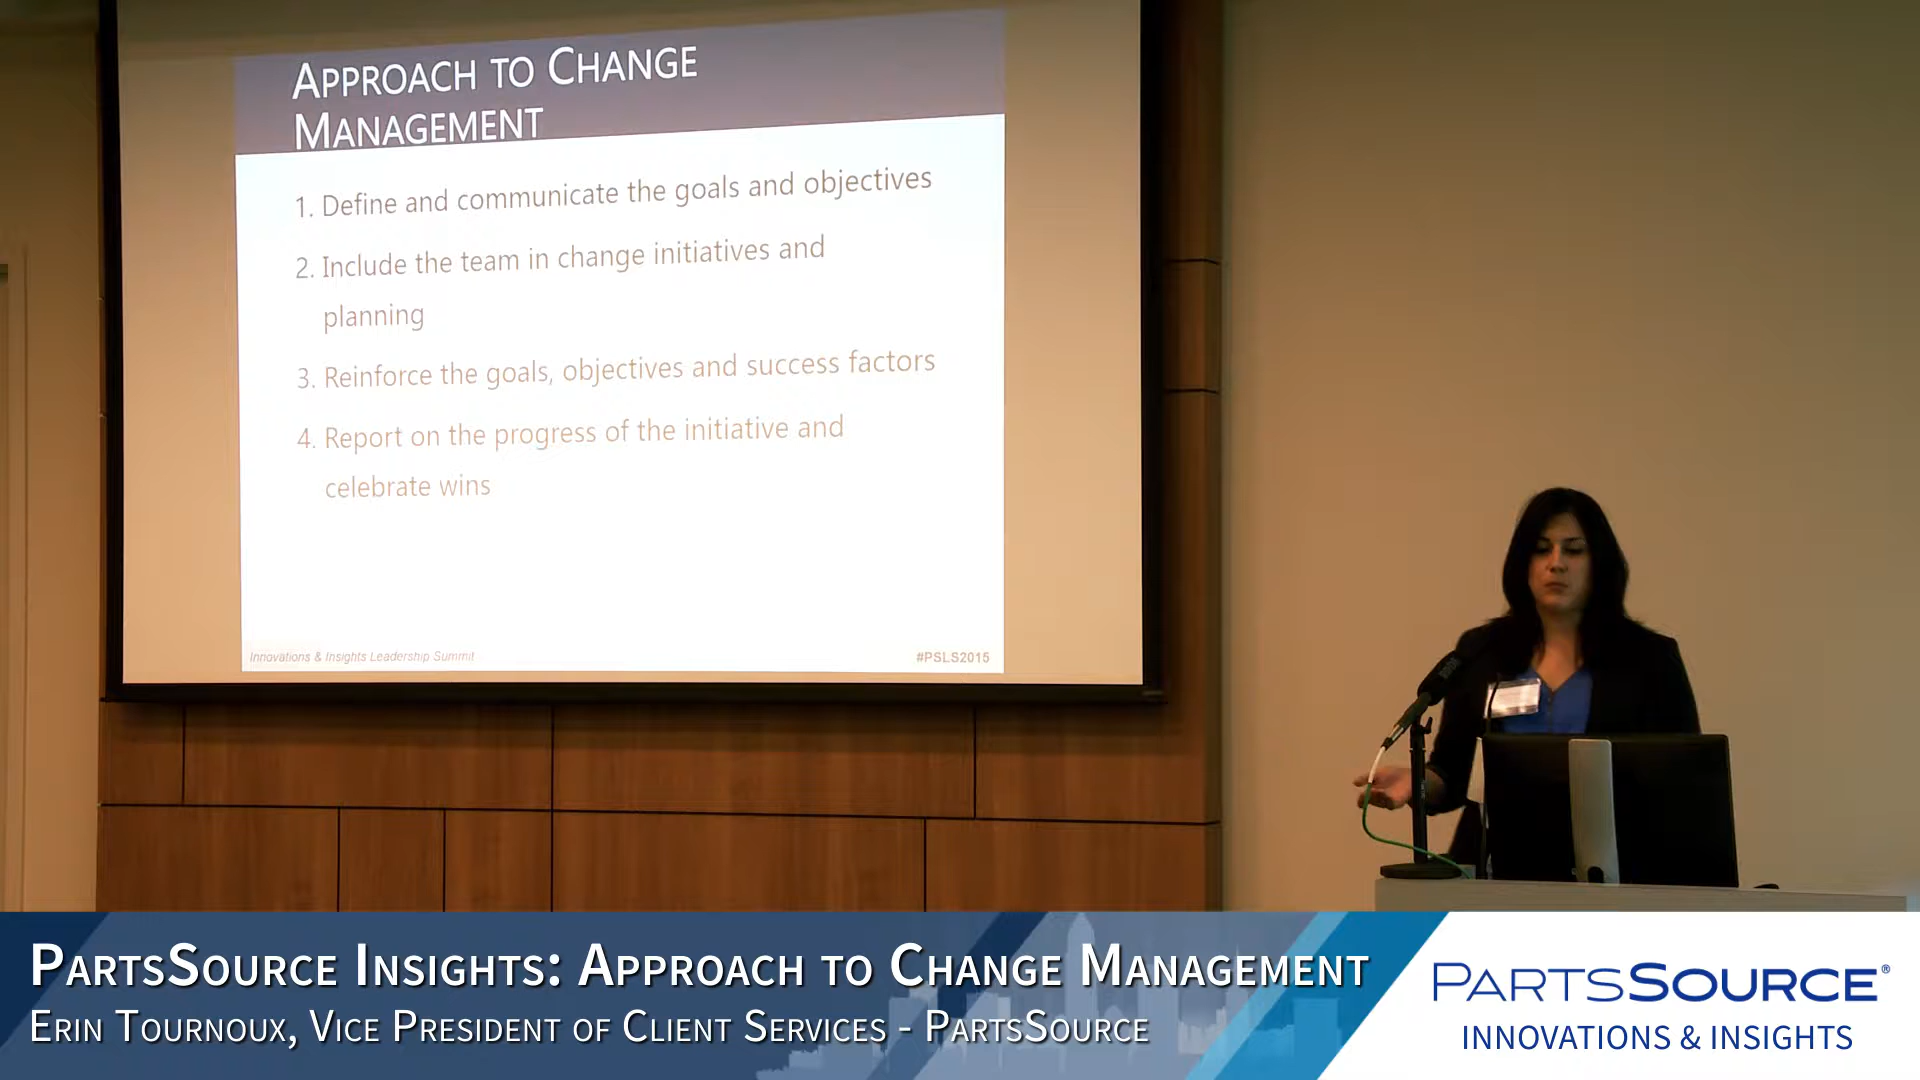 APPROACH TO CHANGE
MANAGEMENT
1. Define and communicate the goals and objectives
2. Include the team in change initiatives and
planning
3. Reinforce the goals, objectives and success factors
4. Report on the progress of the initiative and
celebrate wins
Innovations & Insights Leadership Summit
#PSLS2015
PARTSSOURCE INSIGHTS: APPROACH TO CHANGE MANAGEMENT
ERIN TOURNOUX, VICE PRESIDENT OF CLIENT SERVICES - PARTSSOURCE
PARTSSOURCE®
INNOVATIONS & INSIGHTS